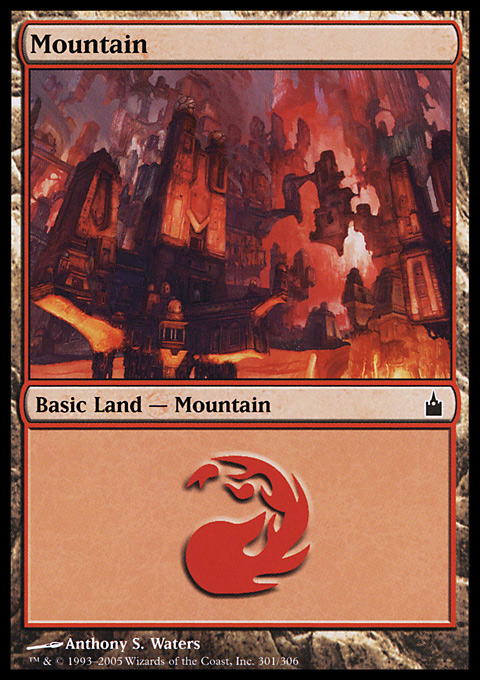 Mountain
Basic Land — Mountain
Anthony S. Waters
™ & © 1993–2005 Wizards of the Coast, Inc. 301/306